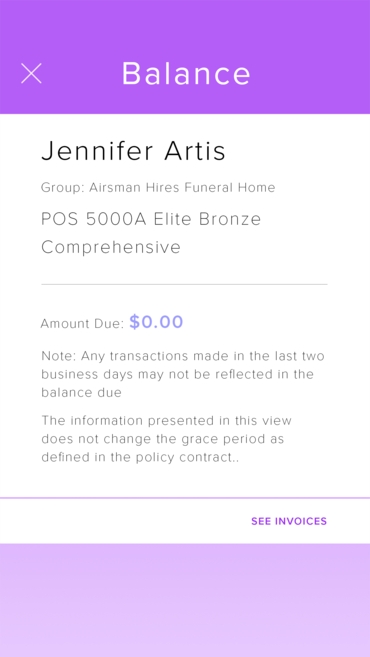 Balance
Jennifer Artis
Group: Airsman Hires Funeral Home
POS 5000A Elite Bronze
Comprehensive
Amount Due: $0.00
Note: Any transactions made in the last two
business days may not be reflected in the
balance due
The information presented in this view
does not change the grace period as
defined in the policy contract..
SEE INVOICES